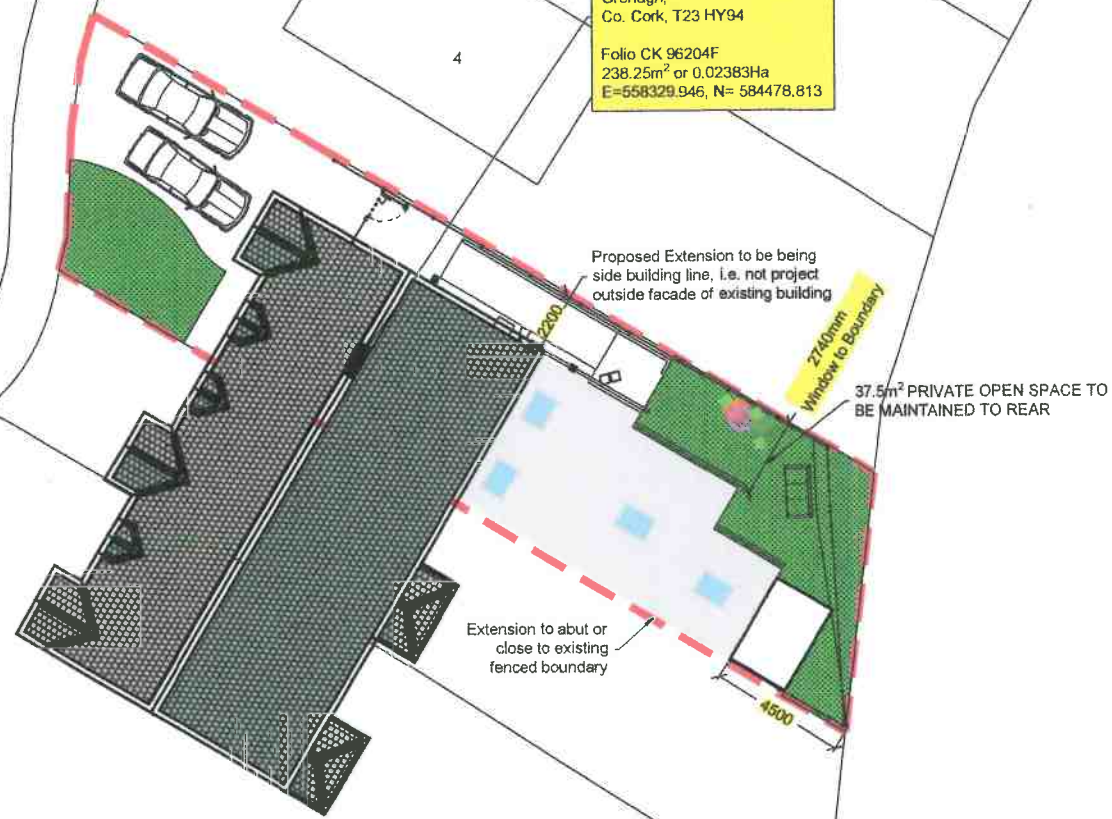 Co. Cork, T23 HY94
Folio CK 96204F
238.25m² or 0.02383Ha
E=558329.946, N= 584478.813
4
Proposed Extension to be being
side building line, i.e. not project
outside facade of existing building
2200
2740mm
Window to Boundary
37.5m² PRIVATE OPEN SPACE TO
BE MAINTAINED TO REAR
Extension to abut or
close to existing
fenced boundary
4500